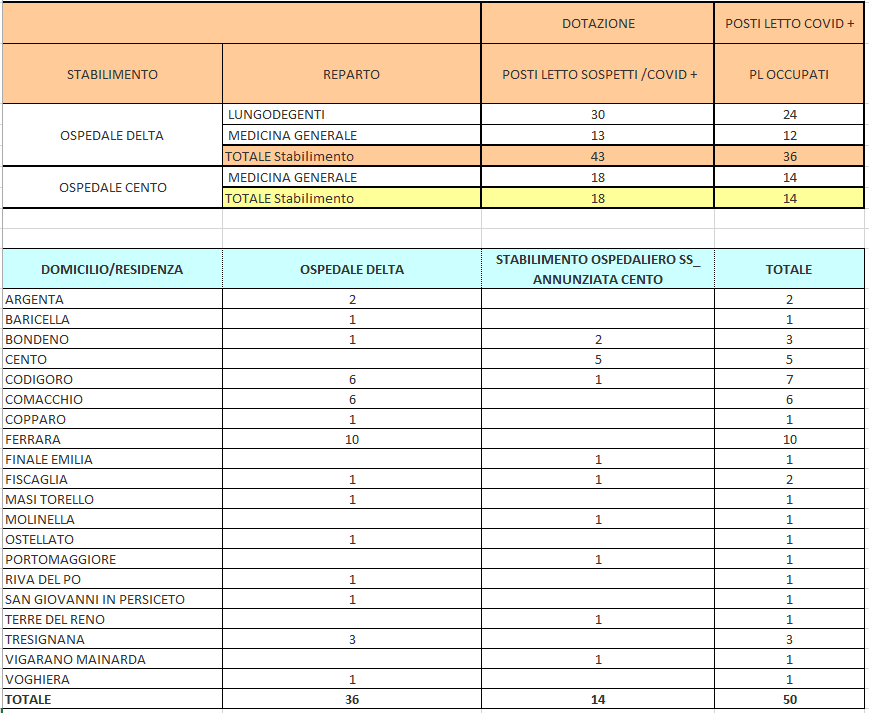 DOTAZIONE POSTI LETTO COVID +
STABILIMENTO REPARTO POSTI LETTO SOSPETTI /COVID + PL OCCUPATI
OSPEDALE DELTA
LUNGODEGENTI 30 24
MEDICINA GENERALE 13 12
TOTALE Stabilimento 43 36
OSPEDALE CENTO
MEDICINA GENERALE 18 14
TOTALE Stabilimento 18 14
DOMICILIO/RESIDENZA OSPEDALE DELTA STABILIMENTO OSPEDALIERO SS_
ANNUNZIATA CENTO TOTALE
ARGENTA 2 2
BARICELLA 1 1
BONDENO 1 2 3
CENTO 5 5
CODIGORO 6 1 7
COMACCHIO 6 6
COPPARO 1 1
FERRARA 10 10
FINALE EMILIA 1 1
FISCAGLIA 1 1 2
MASI TORELLO 1 1
MOLINELLA 1 1
OSTELLATO 1 1
PORTOMAGGIORE 1 1
RIVA DEL PO 1 1
SAN GIOVANNI IN PERSICETO 1 1
TERRE DEL RENO 1 1
TRESIGNANA 3 3
VIGARANO MAINARDA 1 1
VOGHIERA 1 1
TOTALE 36 14 50